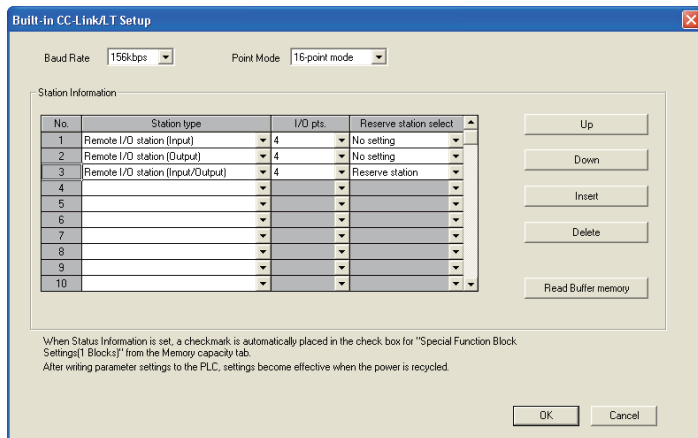 Built-in CC-Link/LT Setup
Baud Rate 156kbps Point Mode 16-point mode
Station Information
No. Station type I/O pts. Reserve station select
1 Remote I/O station (Input) 4 No setting
2 Remote I/O station (Output) 4 No setting
3 Remote I/O station (Input/Output) 4 Reserve station
4
5
6
7
8
9
10
Up
Down
Insert
Delete
Read Buffer memory
When Status Information is set, a checkmark is automatically placed in the check box for "Special Function Block
Settings(1 Blocks)" from the Memory capacity tab.
After writing parameter settings to the PLC, settings become effective when the power is recycled.
OK Cancel